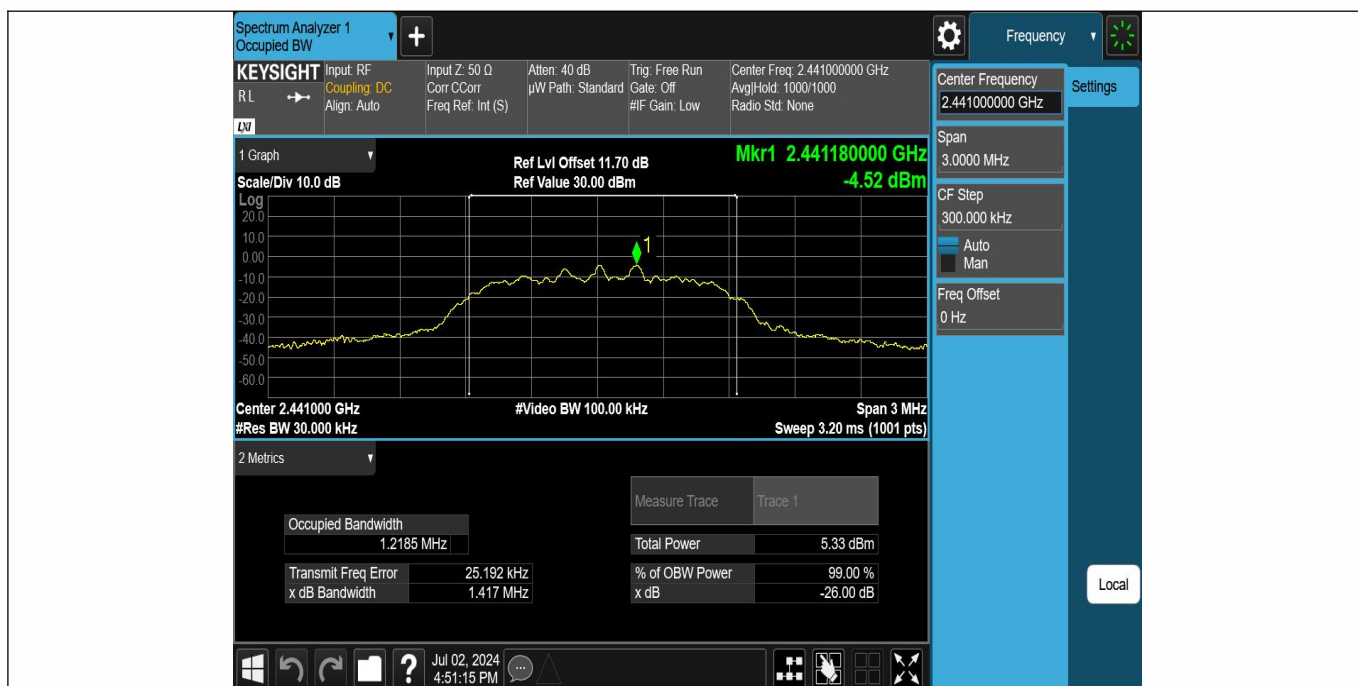 Spectrum Analyzer 1
Occupied BW
Frequency
KEYSIGHT
R L
LXI
Input: RF
Coupling: DC
Align: Auto
Input Z: 50 Ω
Corr CCorr
Freq Ref: Int (S)
Atten: 40 dB
µW Path: Standard
Trig: Free Run
Gate: Off
#IF Gain: Low
Center Freq: 2.441000000 GHz
Avg|Hold: 1000/1000
Radio Std: None
Center Frequency
2.441000000 GHz
Settings
Span
3.0000 MHz
CF Step
300.000 kHz
Auto
Man
Freq Offset
0 Hz
Local
1 Graph
Scale/Div 10.0 dB
Ref Lvl Offset 11.70 dB
Ref Value 30.00 dBm
Mkr1 2.441180000 GHz
-4.52 dBm
Log
20.0
10.0
0.00
-10.0
-20.0
-30.0
-40.0
-50.0
-60.0
1
Center 2.441000 GHz
#Video BW 100.00 kHz
Span 3 MHz
#Res BW 30.000 kHz
Sweep 3.20 ms (1001 pts)
2 Metrics
Measure Trace Trace 1
Occupied Bandwidth
1.2185 MHz
Total Power 5.33 dBm
Transmit Freq Error 25.192 kHz
% of OBW Power 99.00 %
x dB Bandwidth 1.417 MHz
x dB -26.00 dB
Jul 02, 2024
4:51:15 PM